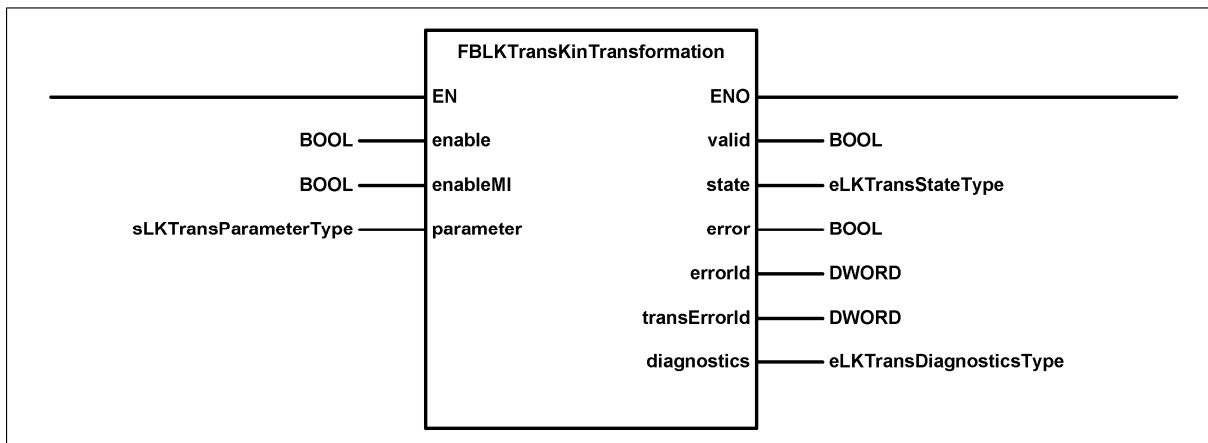 FBLKTransKinTransformation
EN ENO
BOOL enable valid BOOL
BOOL enableMI state eLKTransStateType
sLKTransParameterType parameter error BOOL
errorId DWORD
transErrorId DWORD
diagnostics eLKTransDiagnosticsType